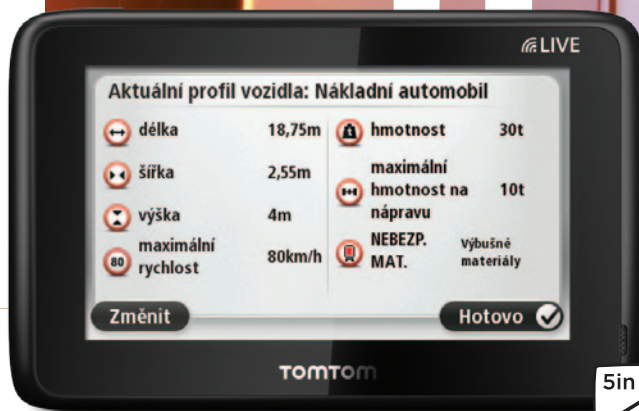 LIVE
Aktuální profil vozidla: Nákladní automobil
délka 18,75m
šířka 2,55m
výška 4m
80 maximální rychlost 80km/h
hmotnost 30t
maximální
hmotnost na 10t
nápravu
NEBEZP. Výbušné
MAT. materiály
Změnit
Hotovo
TOMTOM
5in